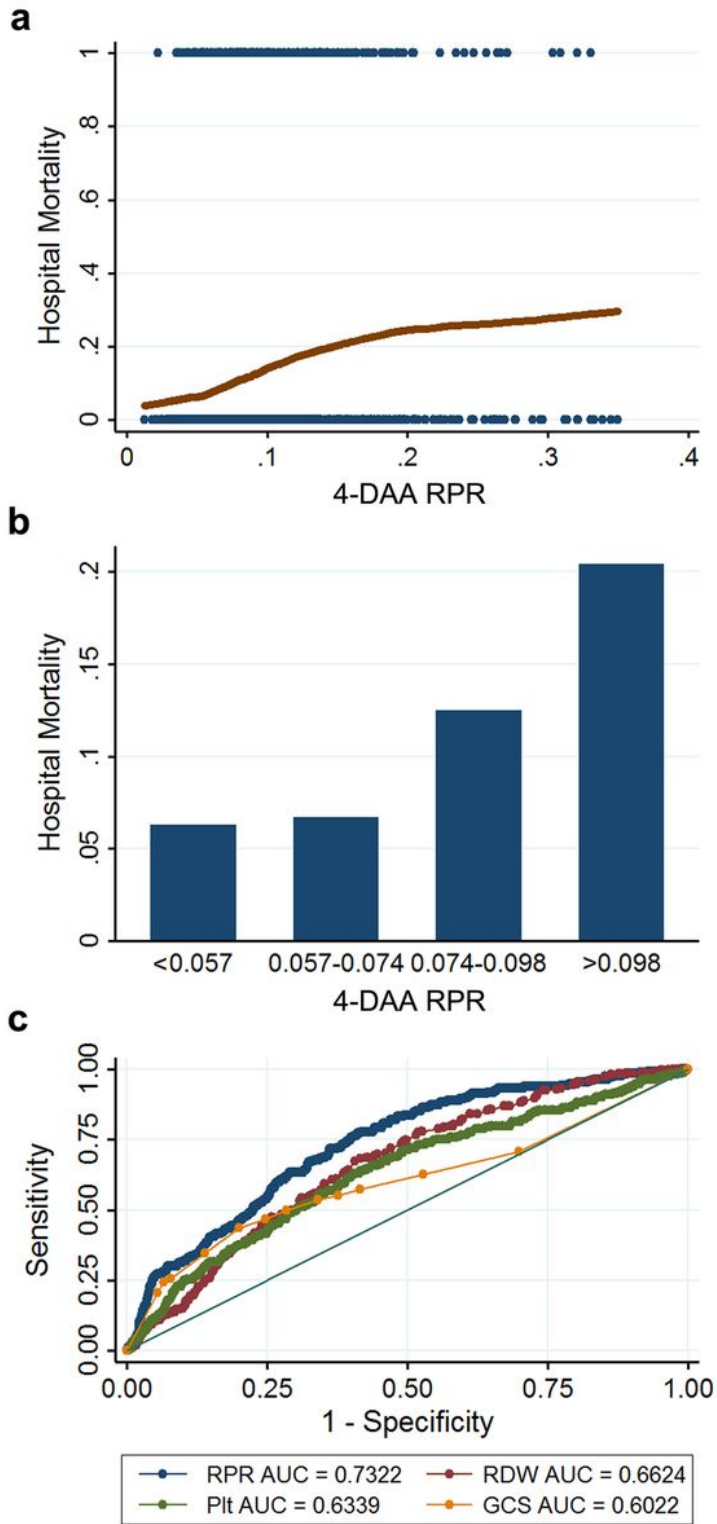 a
Hospital Mortality
1
.8
.6
.4
.2
0
0 .1 .2 .3 .4
4-DAA RPR
b
Hospital Mortality
.2
.15
.1
.05
0
<0.057 0.057-0.074 0.074-0.098 >0.098
4-DAA RPR
c
Sensitivity
1.00
0.75
0.50
0.25
0.00
0.00 0.25 0.50 0.75 1.00
1 - Specificity
RPR AUC = 0.7322 RDW AUC = 0.6624
Plt AUC = 0.6339 GCS AUC = 0.6022